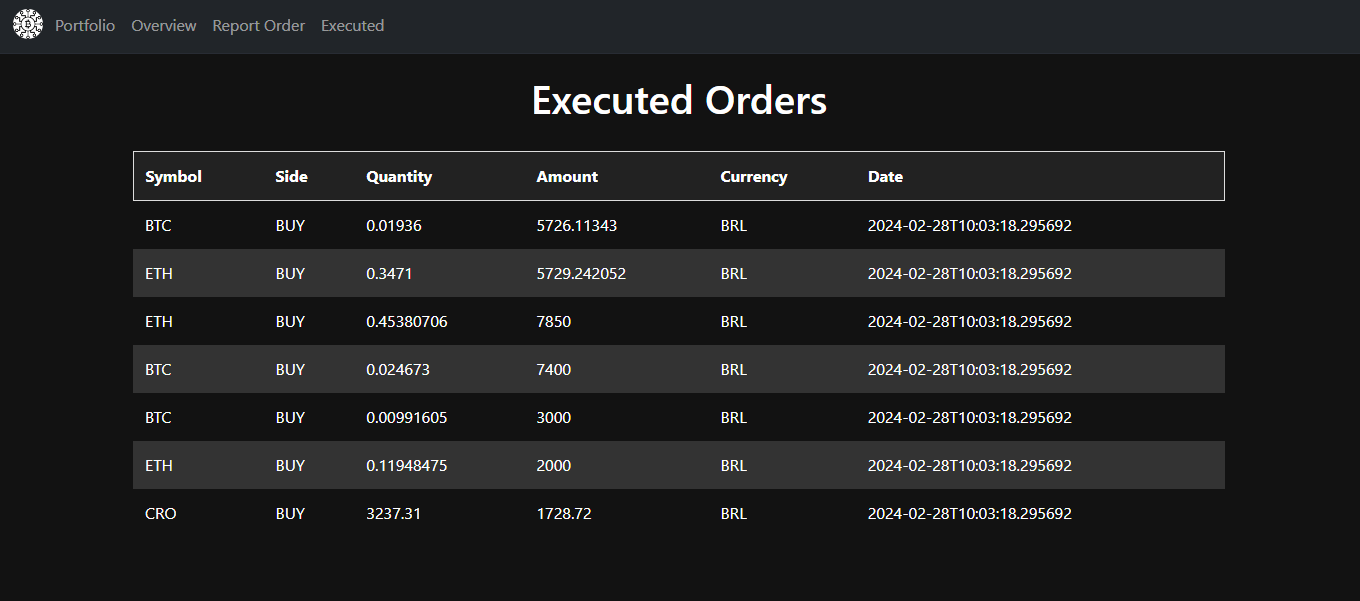 Portfolio Overview Report Order Executed
Executed Orders
Symbol Side Quantity Amount Currency Date
BTC BUY 0.01936 5726.11343 BRL 2024-02-28T10:03:18.295692
ETH BUY 0.3471 5729.242052 BRL 2024-02-28T10:03:18.295692
ETH BUY 0.45380706 7850 BRL 2024-02-28T10:03:18.295692
BTC BUY 0.024673 7400 BRL 2024-02-28T10:03:18.295692
BTC BUY 0.00991605 3000 BRL 2024-02-28T10:03:18.295692
ETH BUY 0.11948475 2000 BRL 2024-02-28T10:03:18.295692
CRO BUY 3237.31 1728.72 BRL 2024-02-28T10:03:18.295692